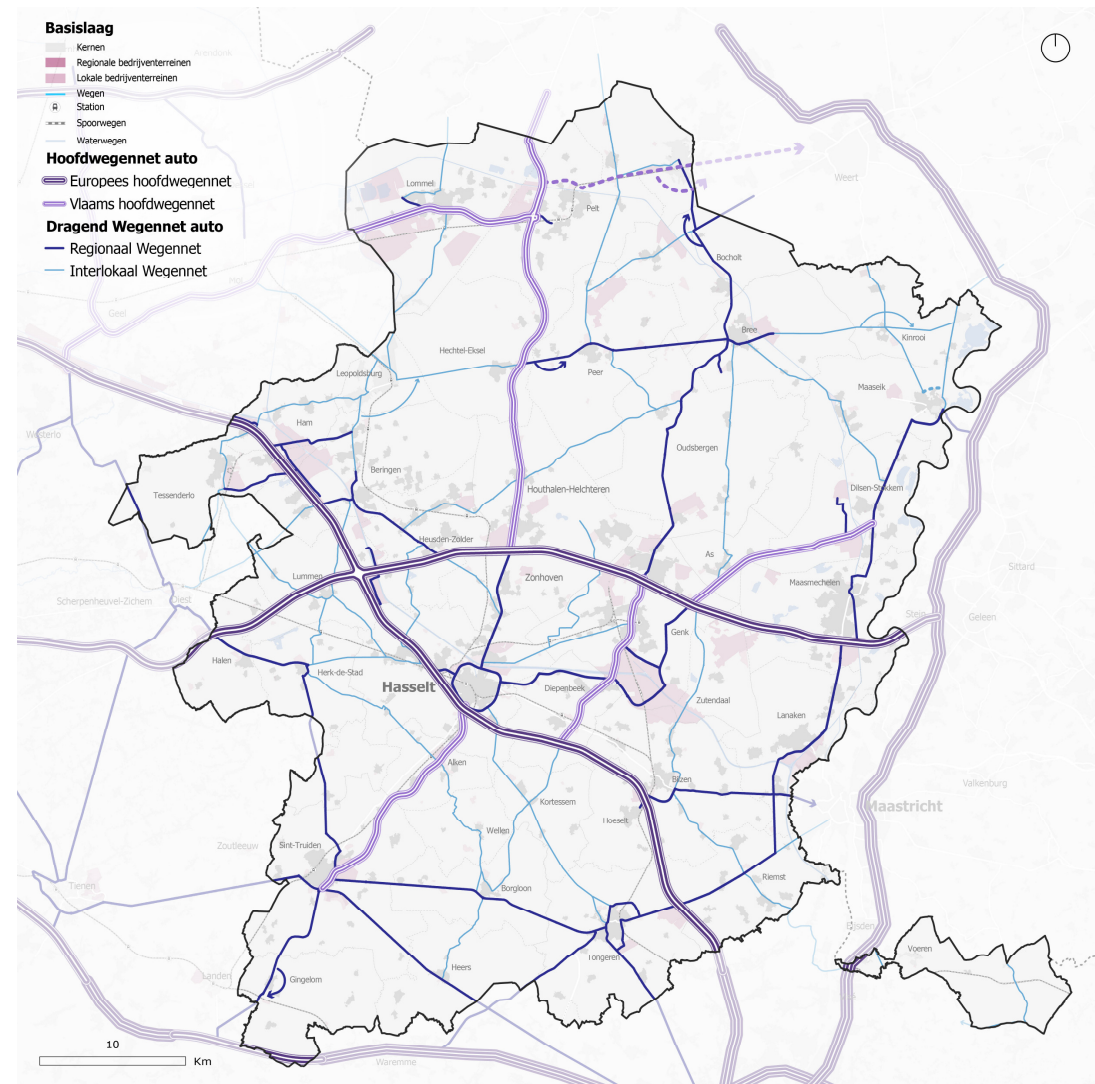 Basislaag
Kernen
Regionale bedrijventerreinen
Lokale bedrijventerreinen
Wegen
Station
Spoorwegen
Waterwegen
Hoofdwegennet auto
Europees hoofdwegennet
Vlaams hoofdwegennet
Dragend Wegennet auto
Regionaal Wegennet
Interlokaal Wegennet
Arendonk
Weert
Lommel
Pelt
Bocholt
Geel
Bree
Kinrooi
Hechtel-Eksel
Leopoldsburg
Peer
Maaseik
Ham
Westerlo
Oudsbergen
Beringen
Tessenderlo
Houthalen-Helchteren
Dilsen-Stokkem
Heusden-Zolder
As
Sittard
Lummen
Zonhoven
Maasmechelen
Scherpenheuvel-Zichem
Diest
Stein
Geleen
Genk
Halen
Herk-de-Stad
Hasselt
Diepenbeek
Zutendaal
Lanaken
Alken
Bilzen
Valkenburg
Kortessem
Maastricht
Hoeselt
Wellen
Zoutleeuw
Sint-Truiden
Tienen
Borgloon
Riemst
Eijsden
Voeren
Tongeren
Heers
Landen
Gingelom
10
Km
Waremme